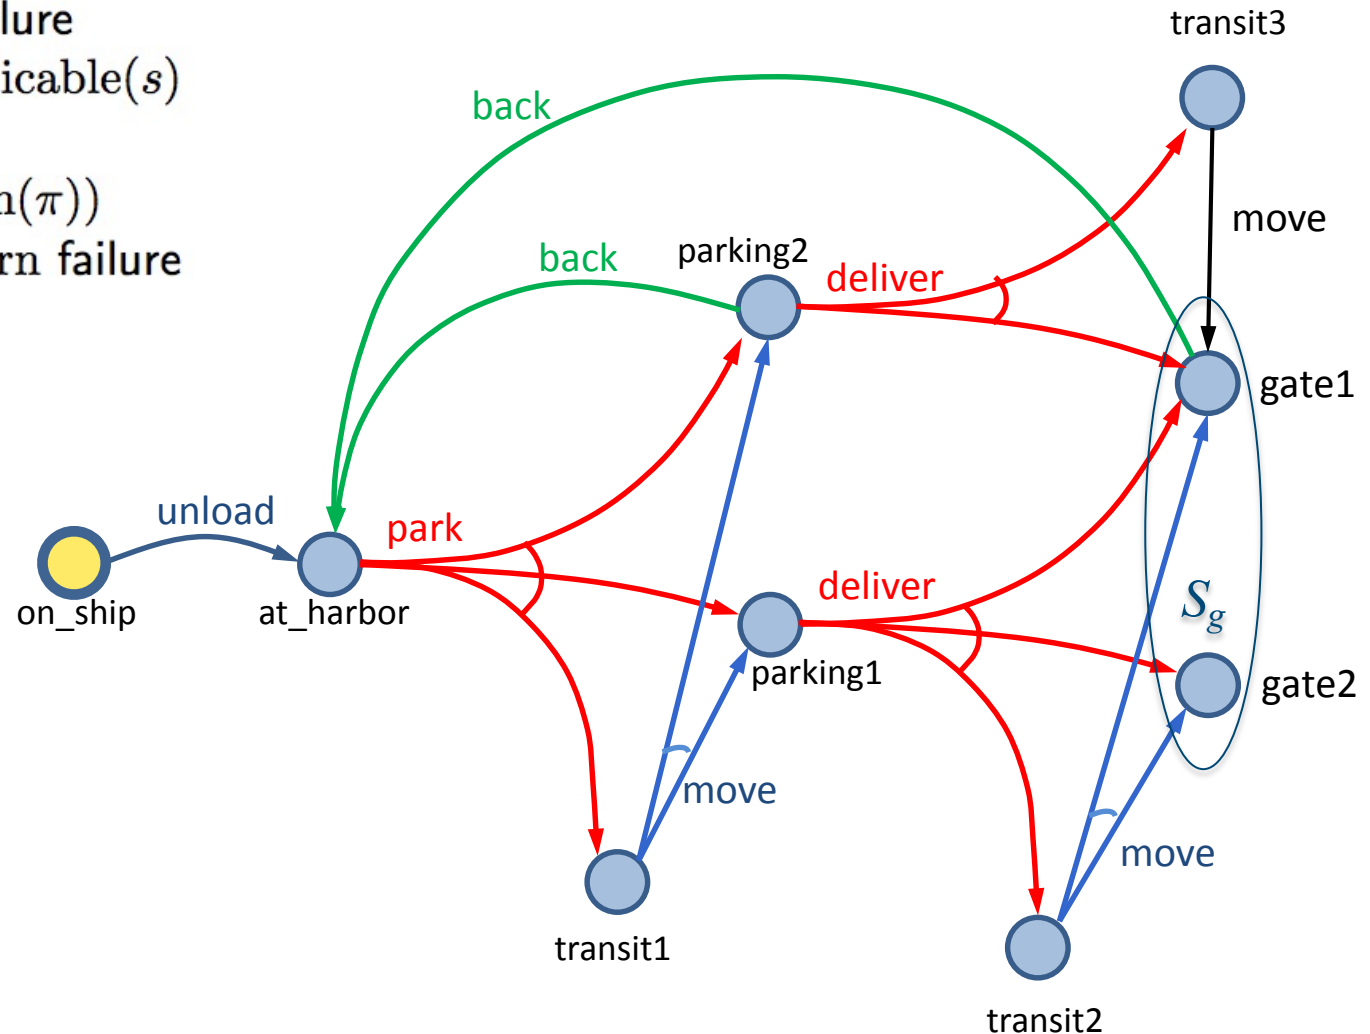 lure
icable(s)
n(π))
rn failure
transit3
back
move
parking2
back
deliver
gate1
unload
park
on_ship
at_harbor
deliver
Sg
parking1
gate2
move
move
transit1
transit2